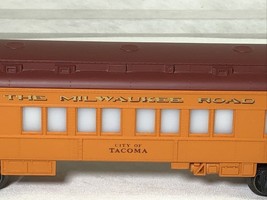 THE MILWAUKEE ROAD
CITY OF
TACOMA